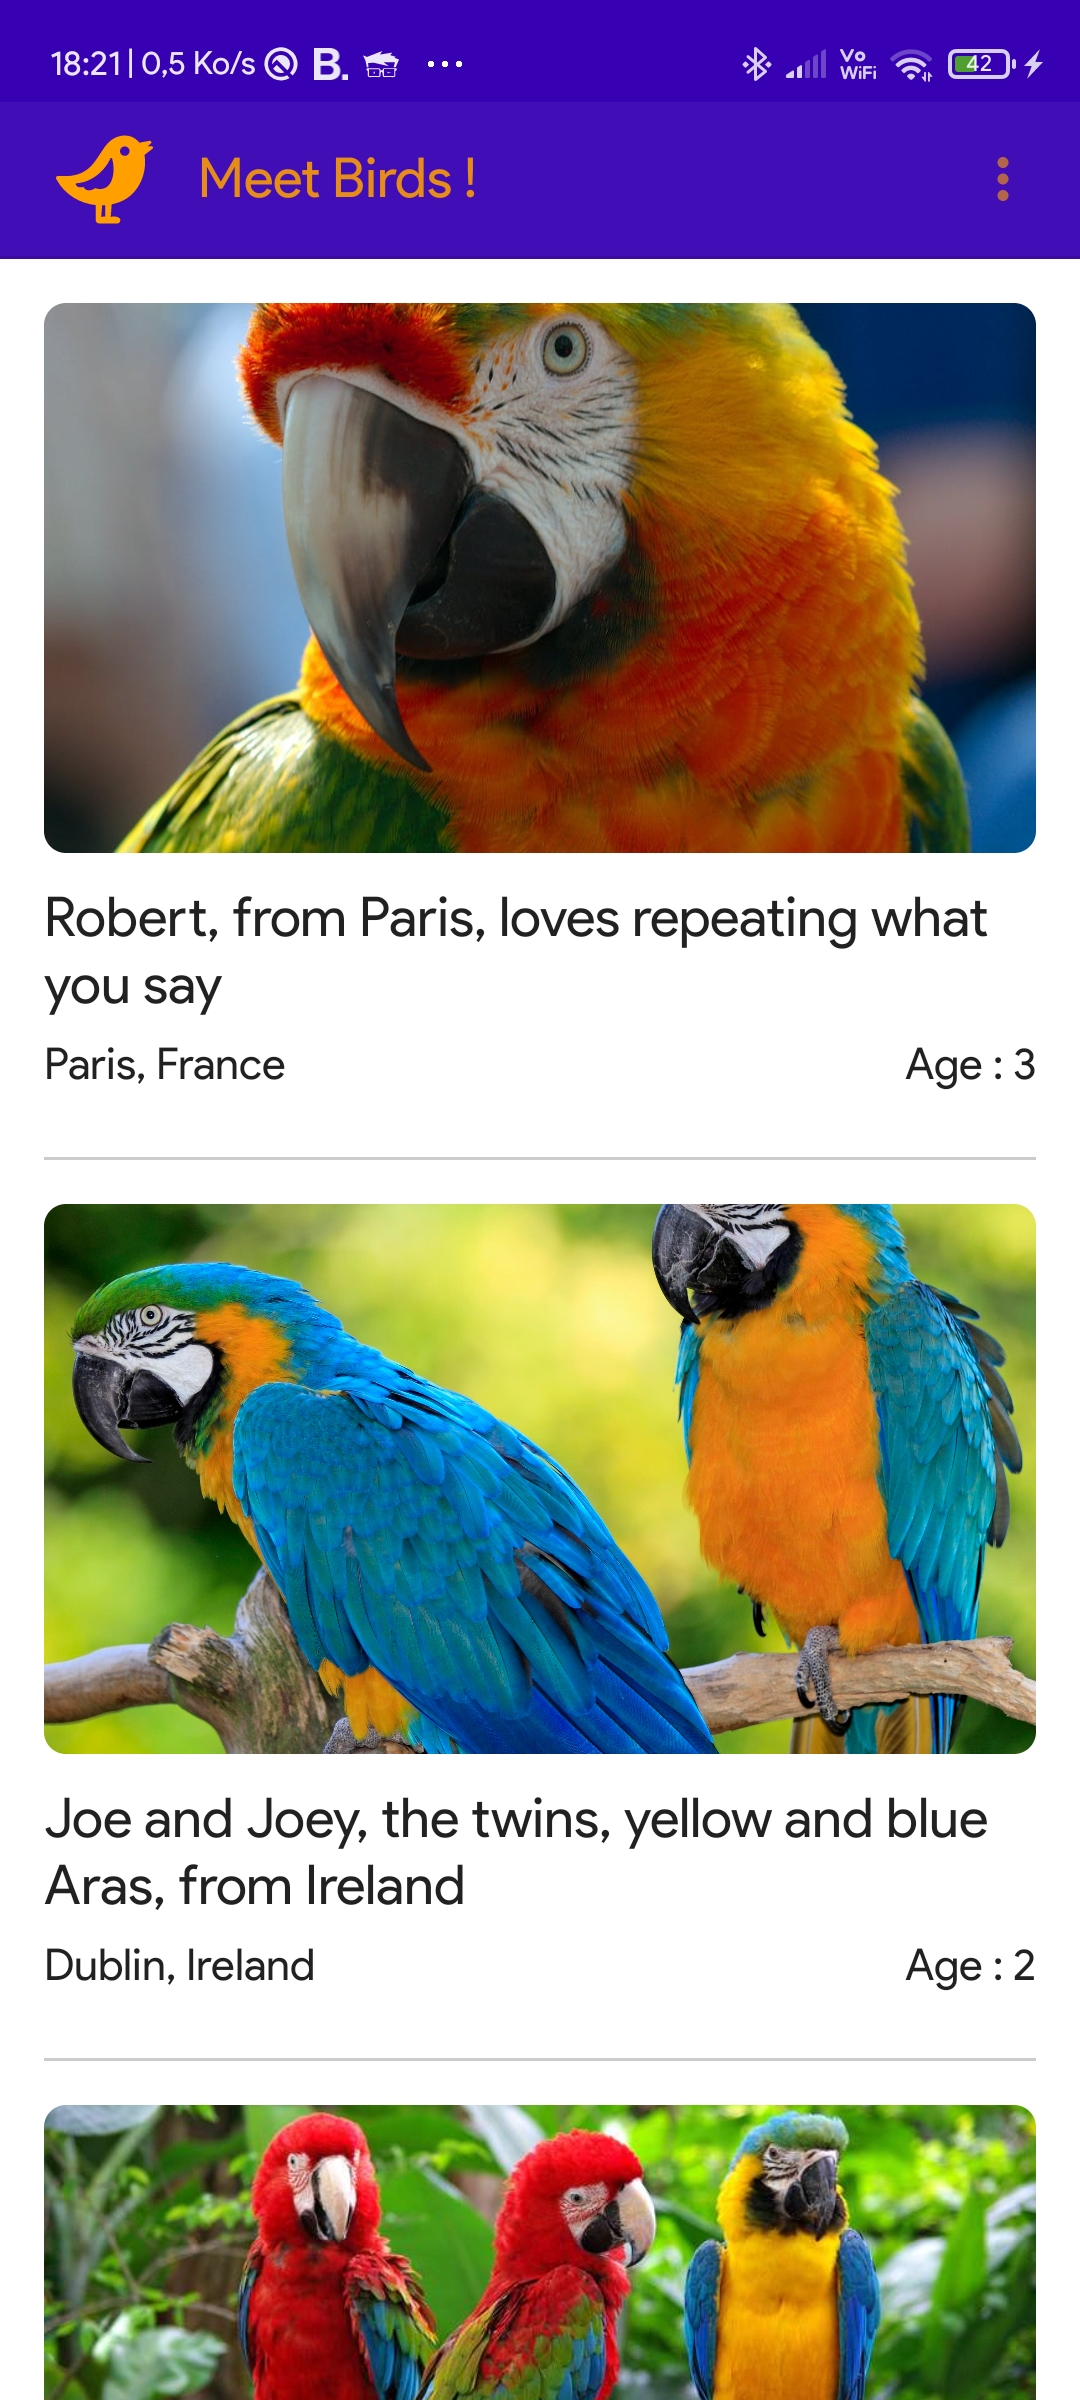 18:21 | 0,5 Ko/s B. ...
Vo
WiFi
42
Meet Birds !
Robert, from Paris, loves repeating what
you say
Paris, France
Age : 3
Joe and Joey, the twins, yellow and blue
Aras, from Ireland
Dublin, Ireland
Age : 2